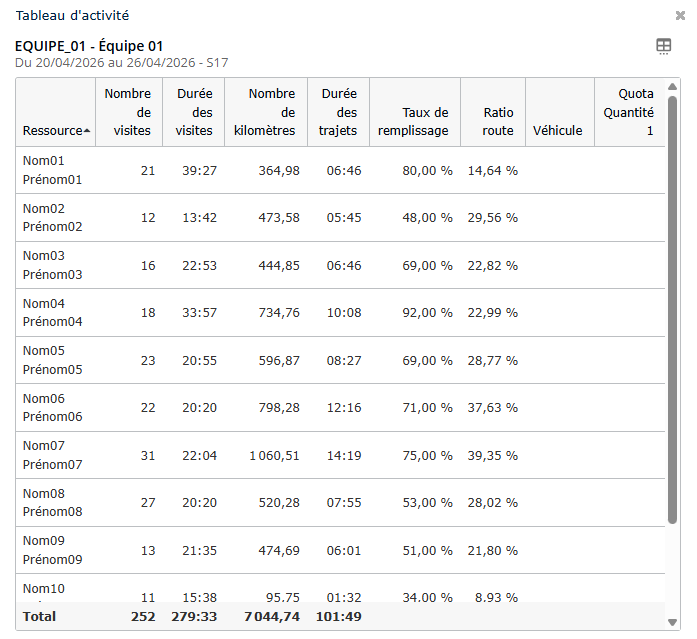 Tableau d'activité
EQUIPE_01 - Équipe 01
Du 20/04/2026 au 26/04/2026 - S17
Ressource Nombre de visites Durée des visites Nombre de kilomètres Durée des trajets Taux de remplissage Ratio route Véhicule Quota Quantité 1
Nom01 Prénom01 21 39:27 364,98 06:46 80,00 % 14,64 %
Nom02 Prénom02 12 13:42 473,58 05:45 48,00 % 29,56 %
Nom03 Prénom03 16 22:53 444,85 06:46 69,00 % 22,82 %
Nom04 Prénom04 18 33:57 734,76 10:08 92,00 % 22,99 %
Nom05 Prénom05 23 20:55 596,87 08:27 69,00 % 28,77 %
Nom06 Prénom06 22 20:20 798,28 12:16 71,00 % 37,63 %
Nom07 Prénom07 31 22:04 1 060,51 14:19 75,00 % 39,35 %
Nom08 Prénom08 27 20:20 520,28 07:55 53,00 % 28,02 %
Nom09 Prénom09 13 21:35 474,69 06:01 51,00 % 21,80 %
Nom10 11 15:38 95,75 01:32 34,00 % 8,93 %
Total 252 279:33 7 044,74 101:49